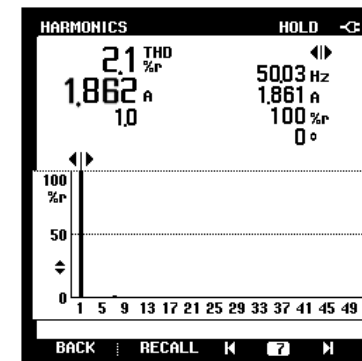 HARMONICS HOLD
2.1 THD %r
50.03 Hz
1.862 A
1.861 A
1.0
100 %r
0 °
100
%r
50
0
1 5 9 13 17 21 25 29 33 37 41 45 49
BACK RECALL 7